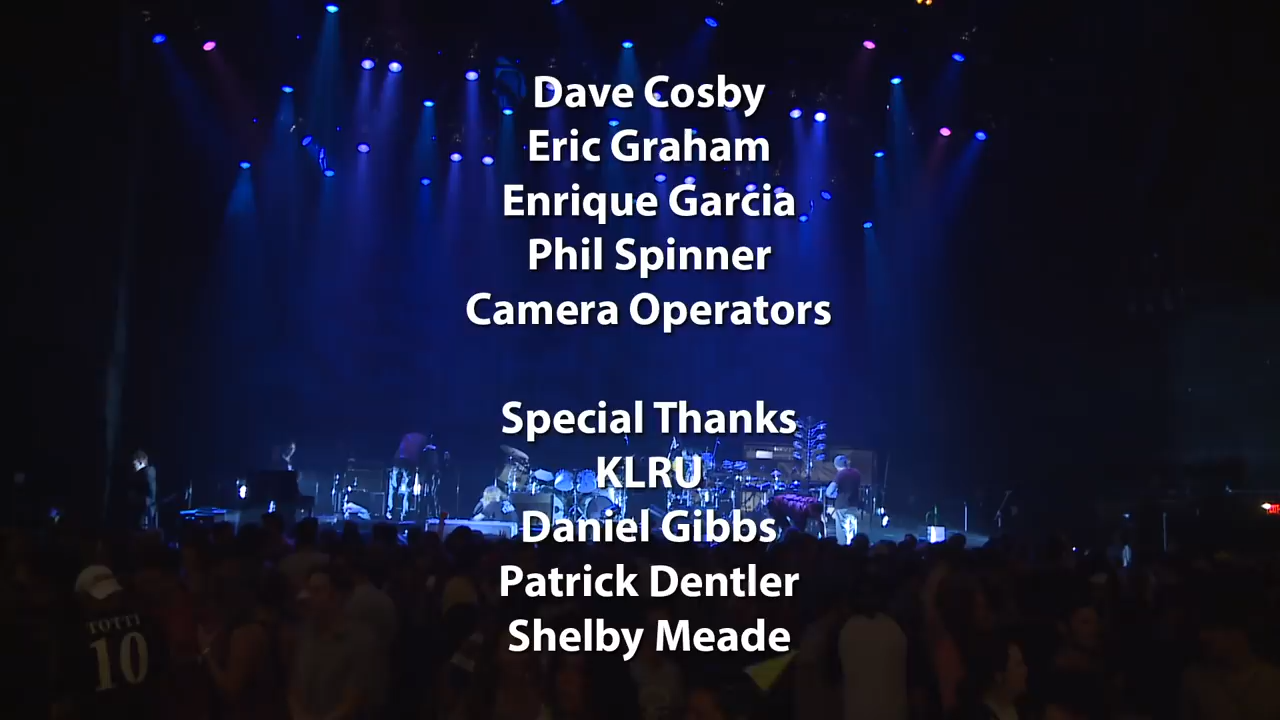 Dave Cosby
Eric Graham
Enrique Garcia
Phil Spinner
Camera Operators
Special Thanks
KLRU
Daniel Gibbs
Patrick Dentler
Shelby Meade
TOTTI
10